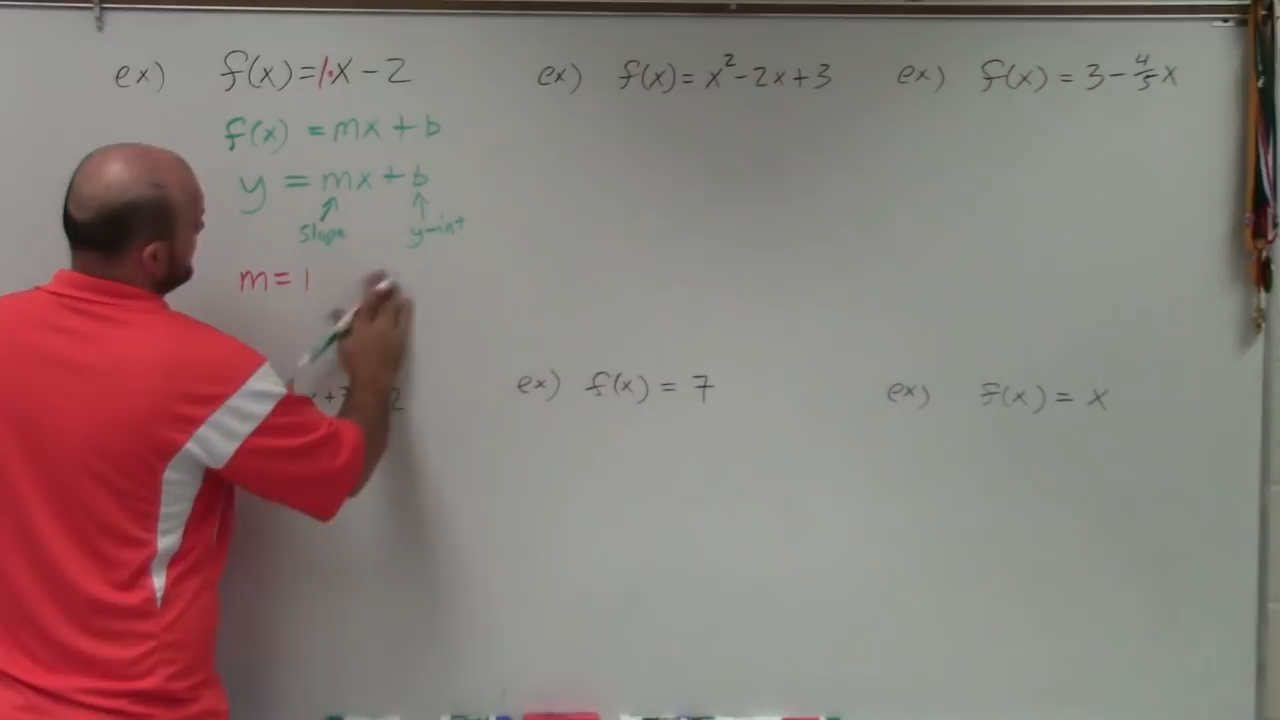 ex) f(x)=1·x-2
f(x) = mx + b
y = mx + b
slope y-int
m = 1
ex) f(x) = x²-2x+3
ex) f(x) = 3 - 4/5 x
ex) f(x) = 7
ex) f(x) = x